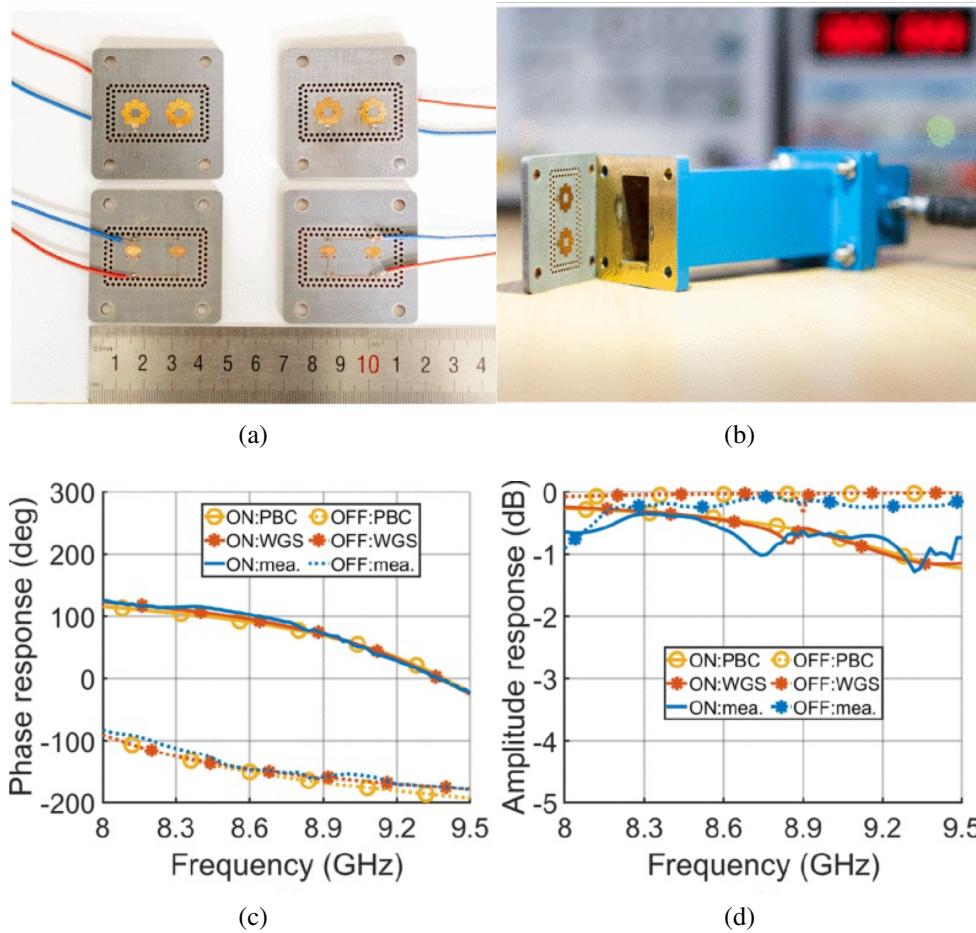 0.5mm
1 2 3 4 5 6 7 8 9 10 1 2 3 4
(a)
(b)
300
200
100
0
-100
-200
Phase response (deg)
ON:PBC OFF:PBC
ON:WGS OFF:WGS
ON:mea. OFF:mea.
8 8.3 8.6 8.9 9.2 9.5
Frequency (GHz)
(c)
0
-1
-2
-3
-4
-5
Amplitude response (dB)
ON:PBC OFF:PBC
ON:WGS OFF:WGS
ON:mea. OFF:mea.
8 8.3 8.6 8.9 9.2 9.5
Frequency (GHz)
(d)